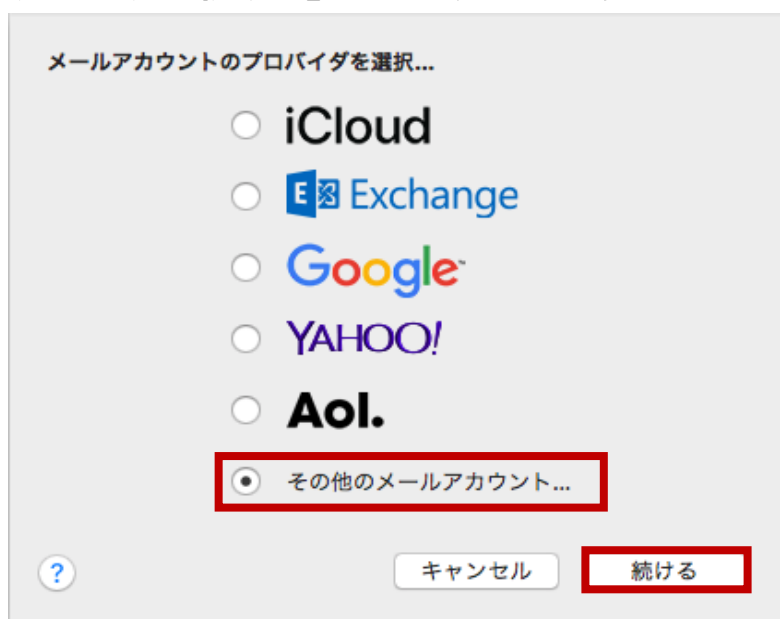 メールアカウントのプロバイダを選択...
iCloud
E Exchange
Google
YAHOO!
Aol.
その他のメールアカウント...
? キャンセル 続ける